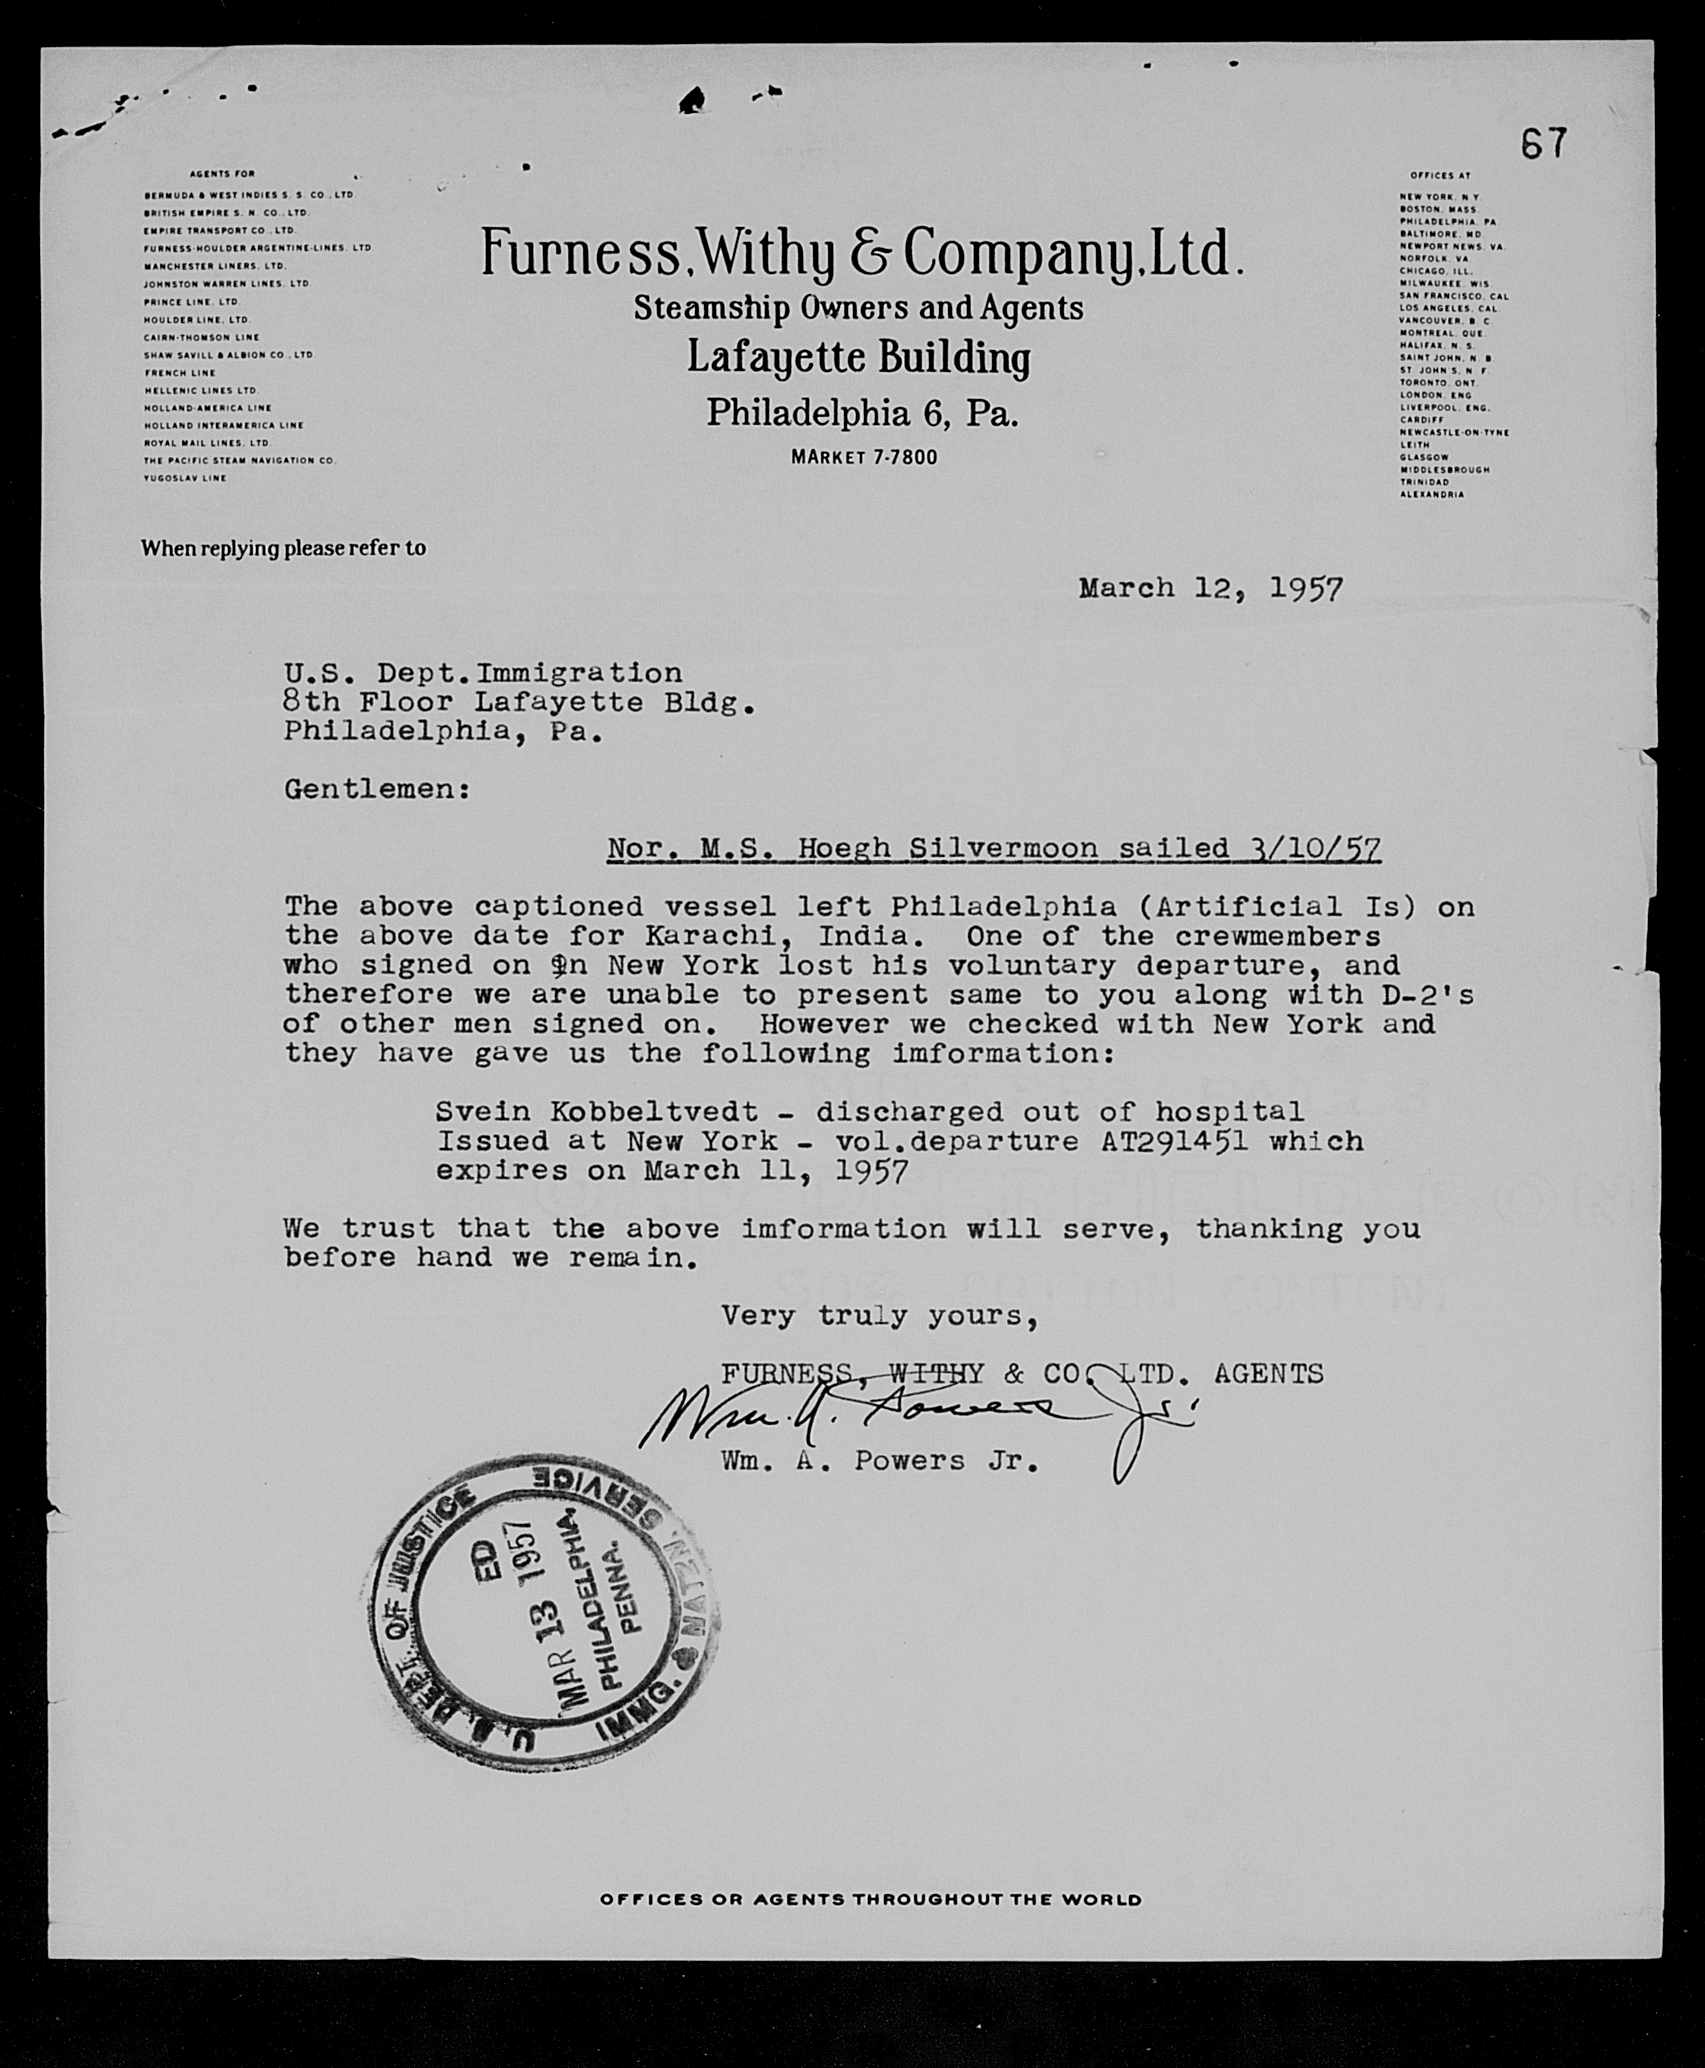 67
AGENTS FOR
BERMUDA & WEST INDIES S. S. CO., LTD.
BRITISH EMPIRE S. N. CO., LTD.
EMPIRE TRANSPORT CO., LTD.
FURNESS-HOULDER ARGENTINE-LINES, LTD.
MANCHESTER LINERS, LTD.
JOHNSTON WARREN LINES, LTD.
PRINCE LINE, LTD.
HOULDER LINE, LTD.
CAIRN-THOMSON LINE
SHAW SAVILL & ALBION CO., LTD.
FRENCH LINE
HELLENIC LINES LTD.
HOLLAND-AMERICA LINE
HOLLAND INTERAMERICA LINE
ROYAL MAIL LINES, LTD.
THE PACIFIC STEAM NAVIGATION CO.
YUGOSLAV LINE
Furness, Withy & Company, Ltd.
Steamship Owners and Agents
Lafayette Building
Philadelphia 6, Pa.
MARKET 7-7800
OFFICES AT
NEW YORK, N. Y.
BOSTON, MASS.
PHILADELPHIA, PA.
BALTIMORE, MD.
NEWPORT NEWS, VA.
NORFOLK, VA.
CHICAGO, ILL.
MILWAUKEE, WIS.
SAN FRANCISCO, CAL.
LOS ANGELES, CAL.
VANCOUVER, B. C.
MONTREAL, QUE.
HALIFAX, N. S.
SAINT JOHN, N. B.
ST. JOHN'S, N. F.
TORONTO, ONT.
LONDON, ENG.
LIVERPOOL, ENG.
CARDIFF
NEWCASTLE-ON-TYNE
LEITH
GLASGOW
MIDDLESBROUGH
TRINIDAD
ALEXANDRIA
When replying please refer to
March 12, 1957
U.S. Dept.Immigration
8th Floor Lafayette Bldg.
Philadelphia, Pa.
Gentlemen:
Nor. M.S. Hoegh Silvermoon sailed 3/10/57
The above captioned vessel left Philadelphia (Artificial Is) on
the above date for Karachi, India. One of the crewmembers
who signed on in New York lost his voluntary departure, and
therefore we are unable to present same to you along with D-2's
of other men signed on. However we checked with New York and
they have gave us the following imformation:
Svein Kobbeltvedt - discharged out of hospital
Issued at New York - vol.departure AT291451 which
expires on March 11, 1957
We trust that the above imformation will serve, thanking you
before hand we remain.
Very truly yours,
FURNESS, WITHY & CO. LTD. AGENTS
Wm. A. Powers Jr.
Wm. A. Powers Jr.
U. S. DEPT. OF JUSTICE
IMMG. & NATZN. SERVICE
ED
MAR 13 1957
PHILADELPHIA,
PENNA.
OFFICES OR AGENTS THROUGHOUT THE WORLD